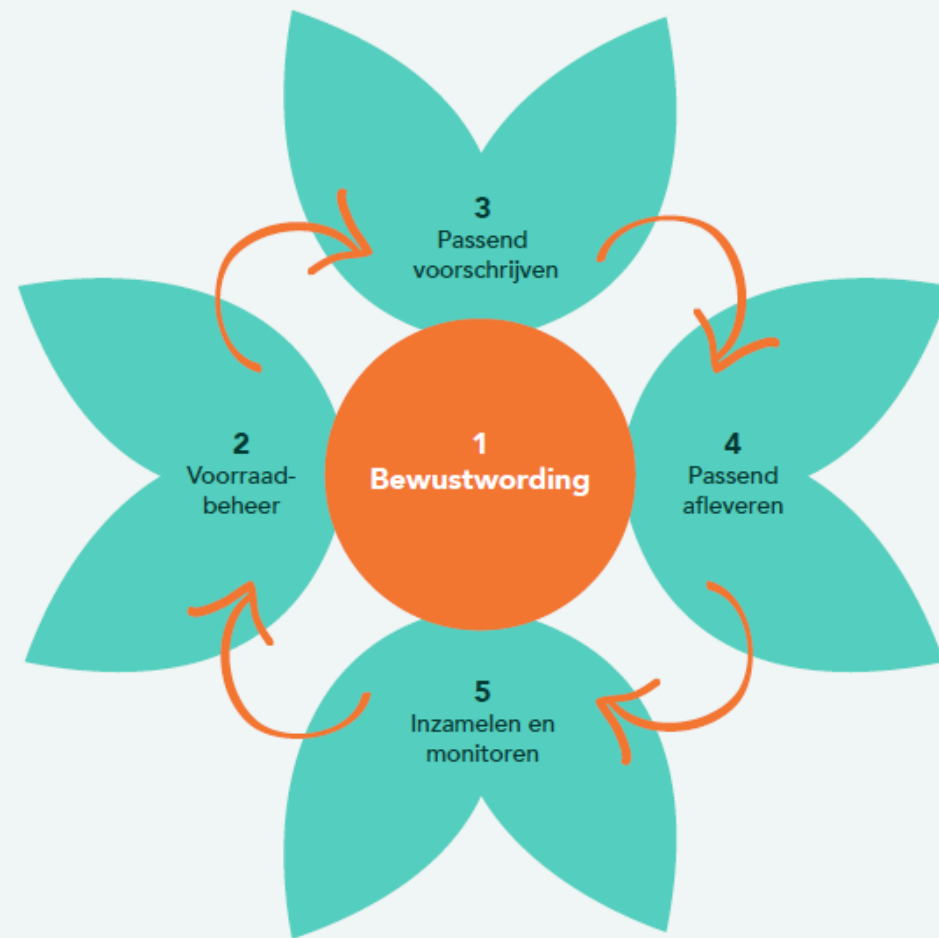 3
Passend
voorschrijven
2
Voorraad-
beheer
1
Bewustwording
4
Passend
afleveren
5
Inzamelen en
monitoren